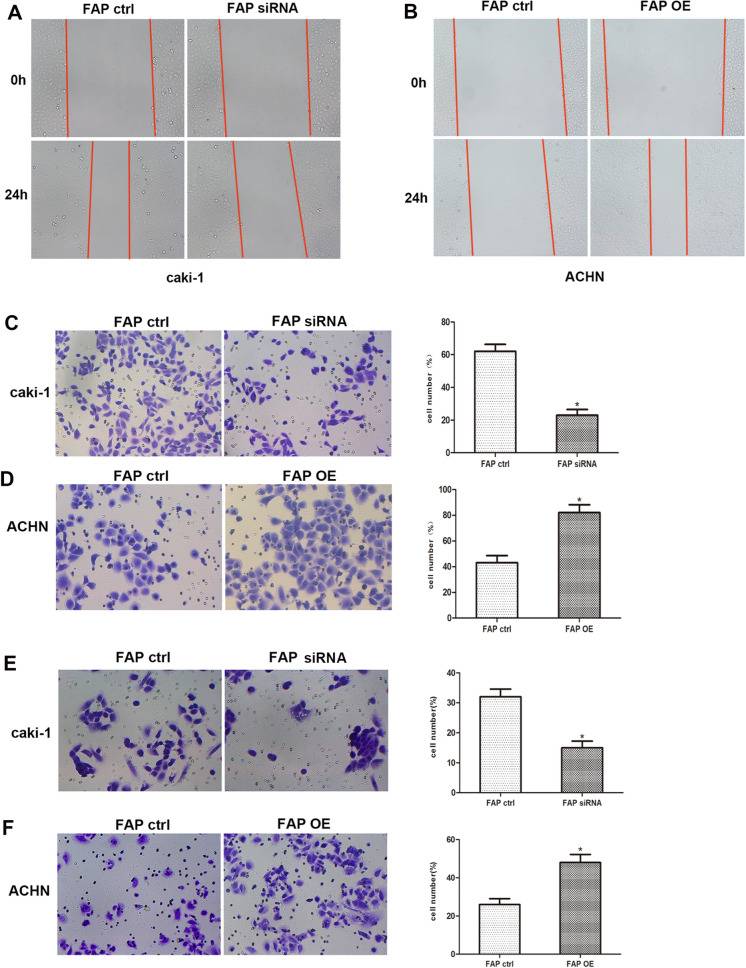 A
FAP ctrl
FAP siRNA
0h
24h
caki-1
B
FAP ctrl
FAP OE
0h
24h
ACHN
C
FAP ctrl
FAP siRNA
caki-1
cell number (%)
80
60
40
20
0
*
FAP ctrl
FAP siRNA
D
FAP ctrl
FAP OE
ACHN
cell number (%)
100
80
60
40
20
0
*
FAP ctrl
FAP OE
E
FAP ctrl
FAP siRNA
caki-1
cell number(%)
40
30
20
10
0
*
FAP ctrl
FAP siRNA
F
FAP ctrl
FAP OE
ACHN
cell number(%)
60
40
20
0
*
FAP ctrl
FAP OE